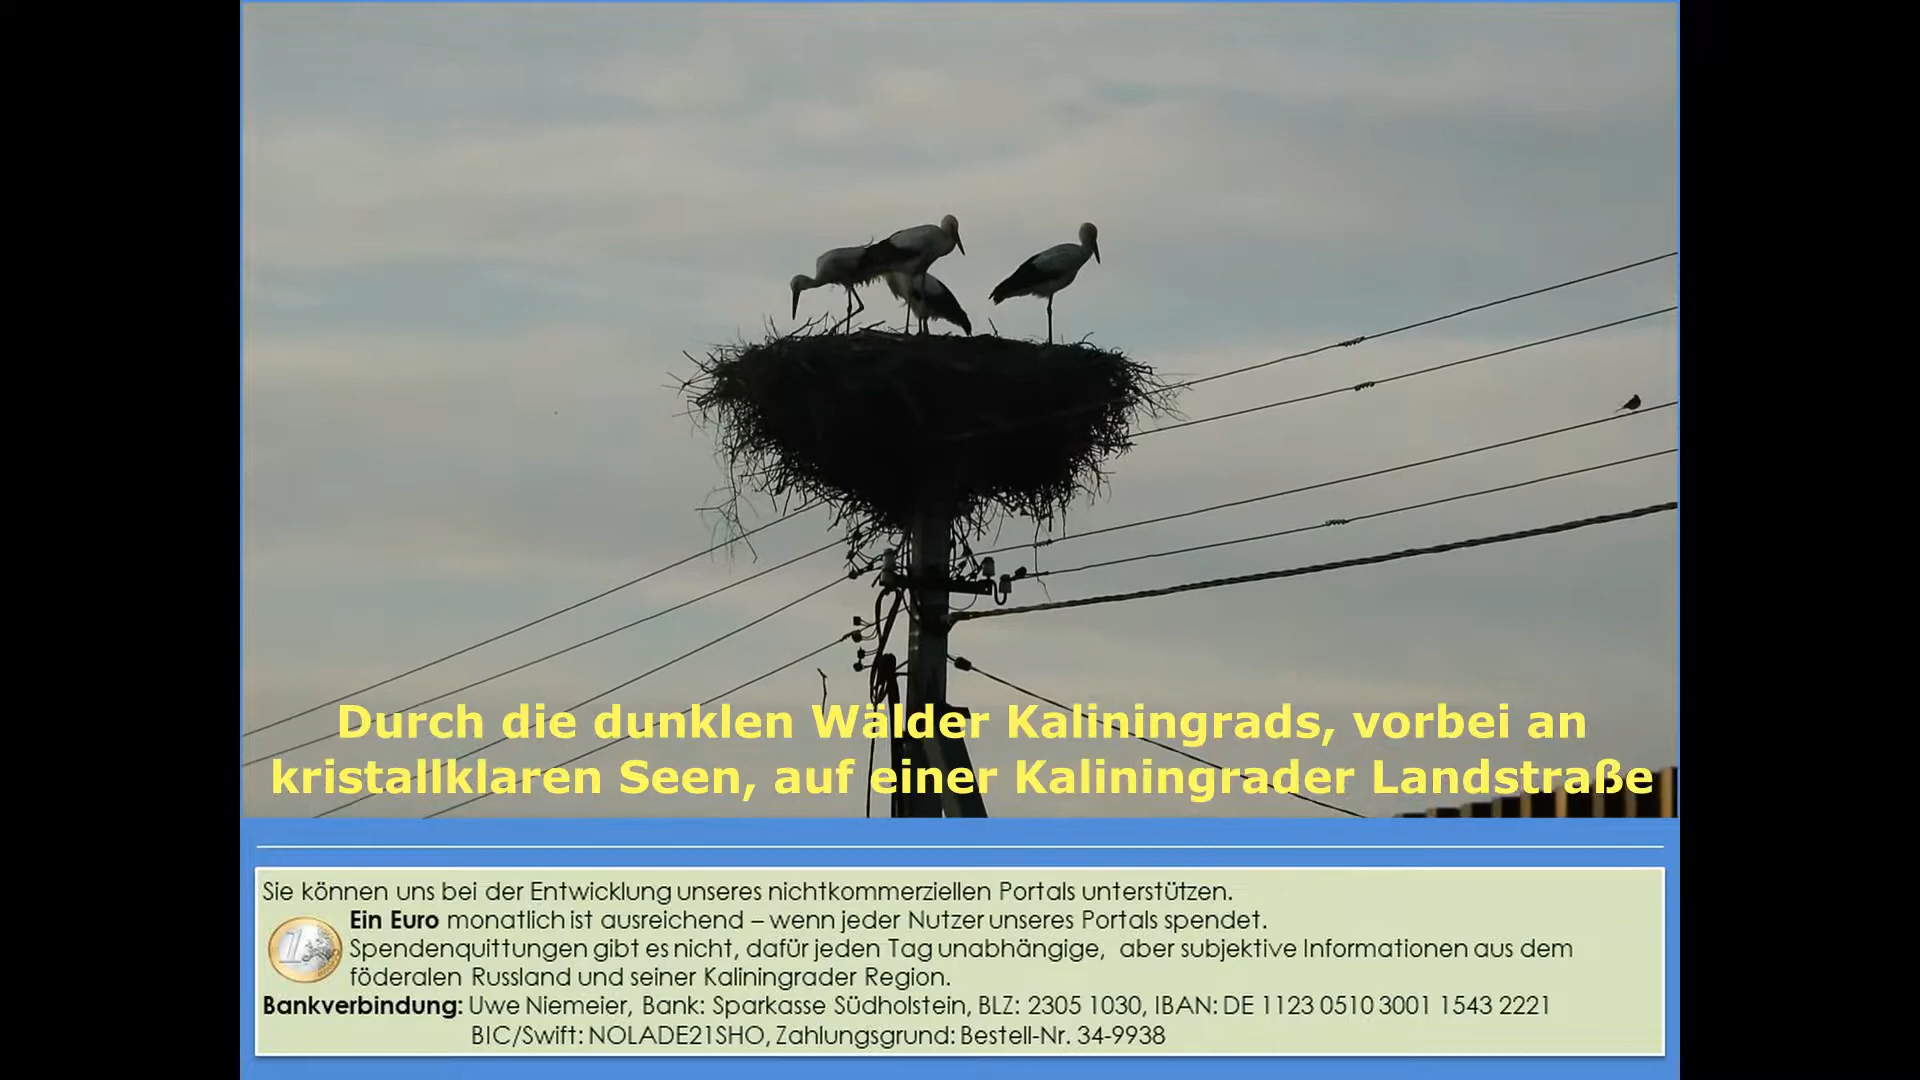 Durch die dunklen Wälder Kaliningrads, vorbei an
kristallklaren Seen, auf einer Kaliningrader Landstraße
Sie können uns bei der Entwicklung unseres nichtkommerziellen Portals unterstützen.
Ein Euro monatlich ist ausreichend – wenn jeder Nutzer unseres Portals spendet.
Spendenquittungen gibt es nicht, dafür jeden Tag unabhängige, aber subjektive Informationen aus dem
föderalen Russland und seiner Kaliningrader Region.
Bankverbindung: Uwe Niemeier, Bank: Sparkasse Südholstein, BLZ: 2305 1030, IBAN: DE 1123 0510 3001 1543 2221
BIC/Swift: NOLADE21SHO, Zahlungsgrund: Bestell-Nr. 34-9938